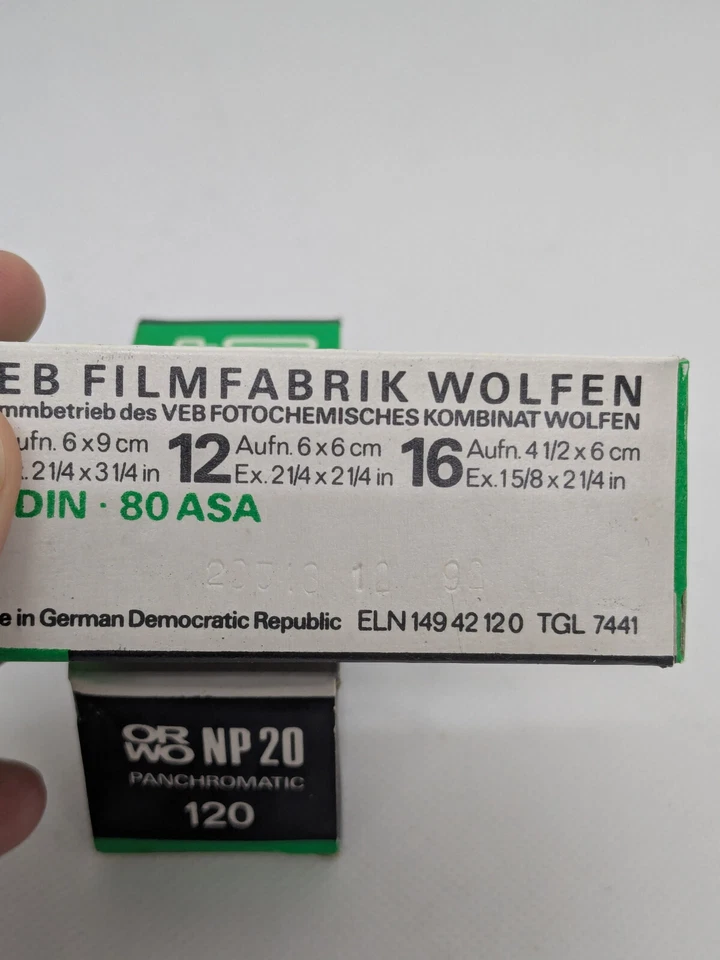 EB FILMFABRIK WOLFEN
mmbetrieb des VEB FOTOCHEMISCHES KOMBINAT WOLFEN
ufn. 6 x 9 cm 12 Aufn. 6 x 6 cm 16 Aufn. 4 1/2 x 6 cm
. 2 1/4 x 3 1/4 in Ex. 2 1/4 x 2 1/4 in Ex. 1 5/8 x 2 1/4 in
DIN · 80 ASA
e in German Democratic Republic ELN 149 42 120 TGL 7441
OR
WO NP 20
PANCHROMATIC
120